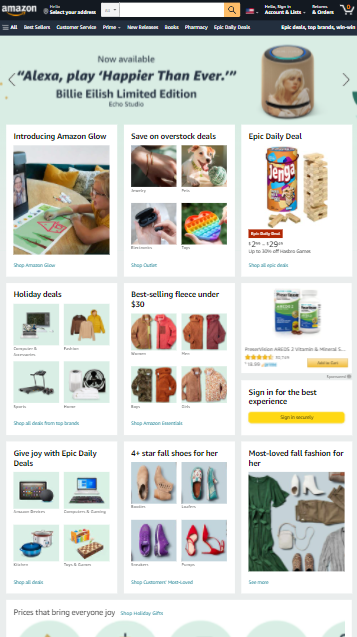 amazon
Hello
Select your address
All
Hello, Sign in
Account & Lists
Returns
& Orders
0
All
Best Sellers
Customer Service
Prime
New Releases
Books
Pharmacy
Epic Daily Deals
Epic deals, top brands, win-win
Now available
“Alexa, play ‘Happier Than Ever.’”
Billie Eilish Limited Edition
Echo Studio
Introducing Amazon Glow
Shop Amazon Glow
Save on overstock deals
Jewelry
Pets
Electronics
Toys
Shop Outlet
Epic Daily Deal
Jenga
Epic Daily Deal
Up to 30% off Hasbro Games
Shop all epic deals
Holiday deals
Computer &
Accessories
Fashion
Sports
Home
Shop all deals from top brands
Best-selling fleece under
$30
Women
Men
Boys
Girls
Shop Amazon Essentials
PreserVision AREDS 2 Vitamin & Mineral S...
Add to Cart
Sponsored
Sign in for the best
experience
Sign in securely
Give joy with Epic Daily
Deals
Amazon Devices
Computers & Gaming
Kitchen
Toys & Games
Shop all deals
4+ star fall shoes for her
Booties
Loafers
Sneakers
Pumps
Shop Customers' Most-Loved
Most-loved fall fashion for
her
See more
Prices that bring everyone joy
Shop Holiday Gifts